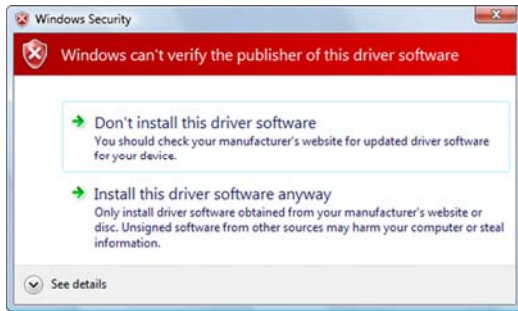 Windows Security
Windows can't verify the publisher of this driver software
Don't install this driver software
You should check your manufacturer's website for updated driver software
for your device.
Install this driver software anyway
Only install driver software obtained from your manufacturer's website or
disc. Unsigned software from other sources may harm your computer or steal
information.
See details